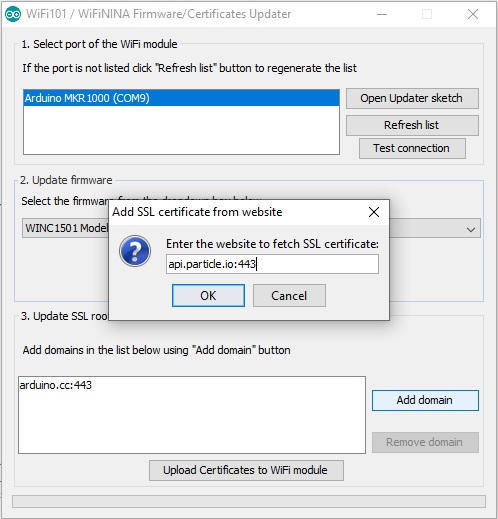 WiFi101 / WiFiNINA Firmware/Certificates Updater
1. Select port of the WiFi module
If the port is not listed click "Refresh list" button to regenerate the list
Arduino MKR1000 (COM9)
Open Updater sketch
Refresh list
Test connection
2. Update firmware
Select the firmware from the dropdown box below
WINC1501 Model
Add SSL certificate from website
Enter the website to fetch SSL certificate:
api.particle.io:443
OK
Cancel
3. Update SSL roo
Add domains in the list below using "Add domain" button
arduino.cc:443
Add domain
Remove domain
Upload Certificates to WiFi module